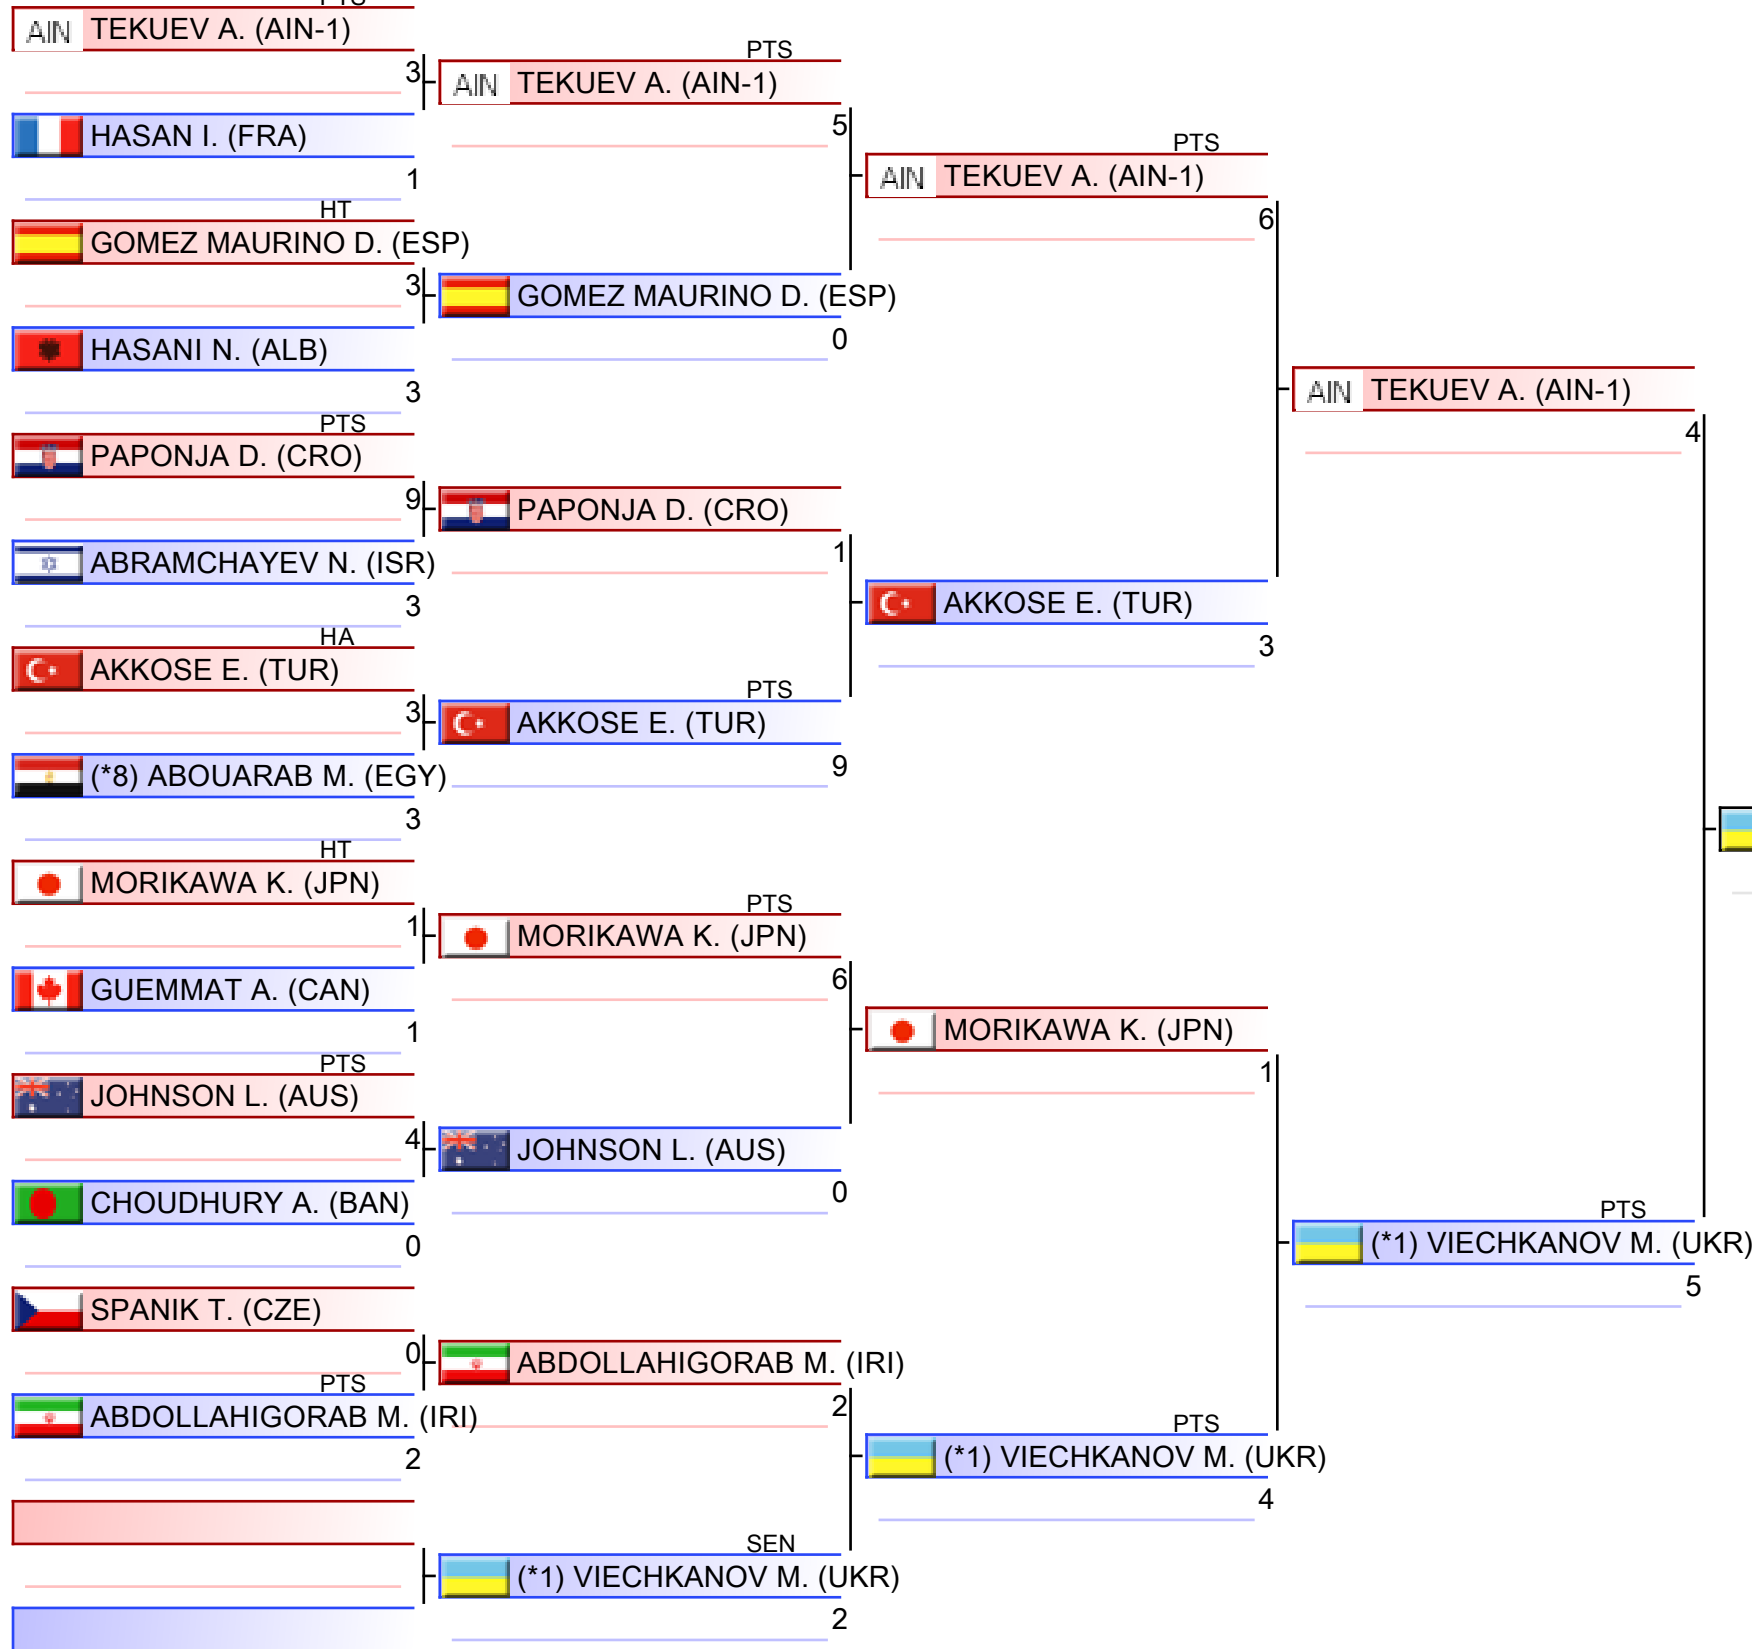 PTS
AIN TEKUEV A. (AIN-1)
3
HASAN I. (FRA)
1
HT
GOMEZ MAURINO D. (ESP)
3
HASANI N. (ALB)
3
PTS
PAPONJA D. (CRO)
9
ABRAMCHAYEV N. (ISR)
3
HA
AKKOSE E. (TUR)
3
(*8) ABOUARAB M. (EGY)
3
HT
MORIKAWA K. (JPN)
1
GUEMMAT A. (CAN)
1
PTS
JOHNSON L. (AUS)
4
CHOUDHURY A. (BAN)
0
SPANIK T. (CZE)
0
PTS
ABDOLLAHIGORAB M. (IRI)
2
PTS
AIN TEKUEV A. (AIN-1)
5
GOMEZ MAURINO D. (ESP)
0
PAPONJA D. (CRO)
1
PTS
AKKOSE E. (TUR)
9
PTS
MORIKAWA K. (JPN)
6
JOHNSON L. (AUS)
0
ABDOLLAHIGORAB M. (IRI)
2
SEN
(*1) VIECHKANOV M. (UKR)
2
PTS
AIN TEKUEV A. (AIN-1)
6
AKKOSE E. (TUR)
3
MORIKAWA K. (JPN)
1
PTS
(*1) VIECHKANOV M. (UKR)
4
AIN TEKUEV A. (AIN-1)
4
PTS
(*1) VIECHKANOV M. (UKR)
5